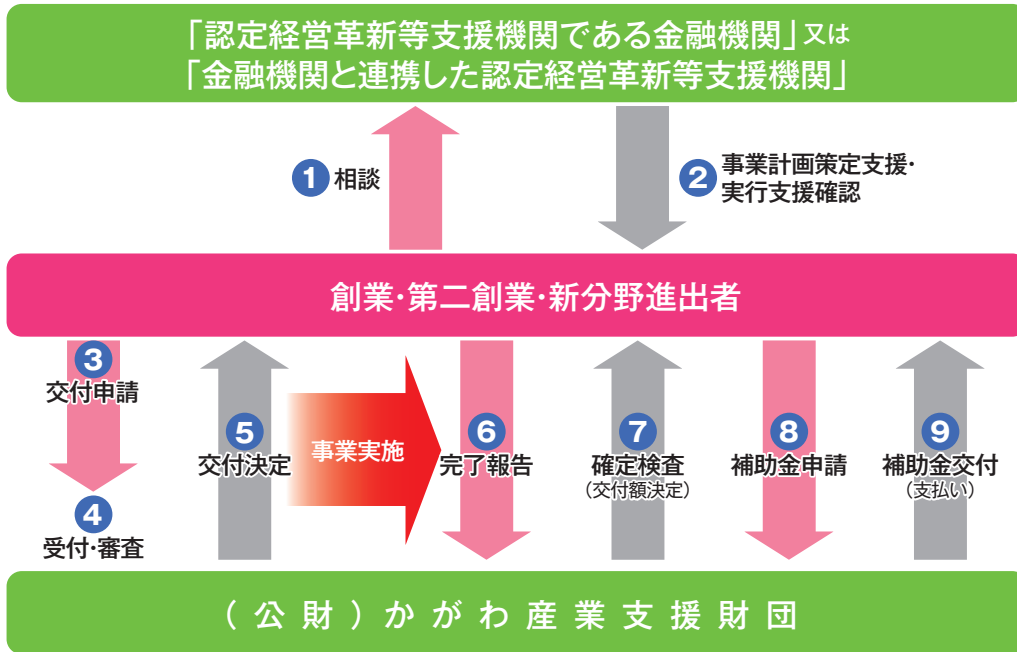 「認定経営革新等支援機関である金融機関」又は
「金融機関と連携した認定経営革新等支援機関」
1 相談
2 事業計画策定支援・
実行支援確認
創業・第二創業・新分野進出者
3
交付申請
4
受付・審査
5
交付決定
事業実施
6
完了報告
7
確定検査
（交付額決定）
8
補助金申請
9
補助金交付
（支払い）
（公財）かがわ産業支援財団